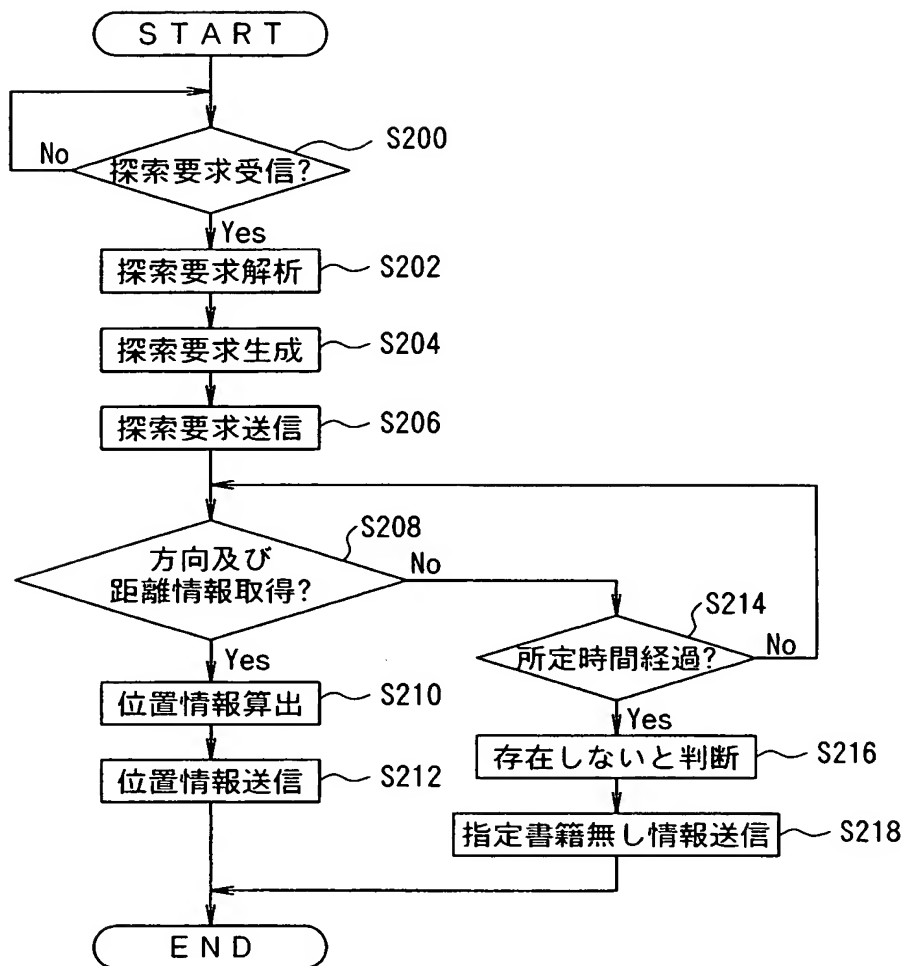 START
S200
No
探索要求受信?
Yes
探索要求解析
S202
探索要求生成
S204
探索要求送信
S206
S208
方向及び
距離情報取得?
No
S214
所定時間経過?
No
Yes
位置情報算出
S210
Yes
存在しないと判断
S216
位置情報送信
S212
指定書籍無し情報送信
S218
END